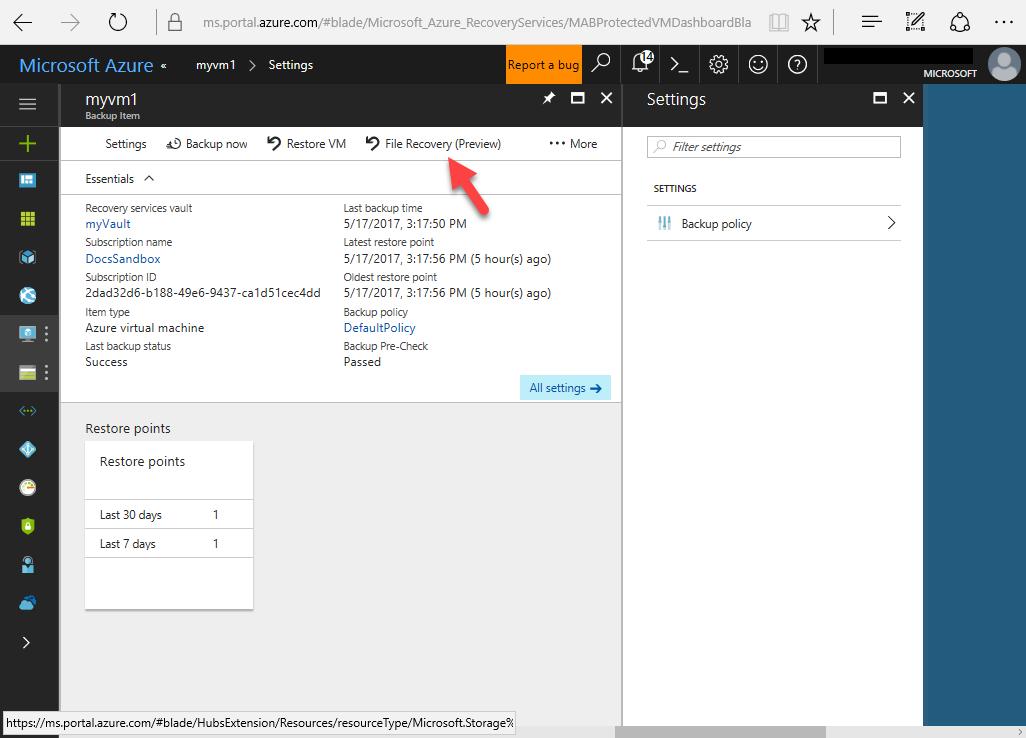 ms.portal.azure.com/#blade/Microsoft_Azure_RecoveryServices/MABProtectedVMDashboardBla
Microsoft Azure « myvm1 > Settings
Report a bug
14
MICROSOFT
myvm1
Backup Item
Settings Backup now Restore VM File Recovery (Preview) ··· More
Essentials
Recovery services vault
myVault
Subscription name
DocsSandbox
Subscription ID
2dad32d6-b188-49e6-9437-ca1d51cec4dd
Item type
Azure virtual machine
Last backup status
Success
Last backup time
5/17/2017, 3:17:50 PM
Latest restore point
5/17/2017, 3:17:56 PM (5 hour(s) ago)
Oldest restore point
5/17/2017, 3:17:56 PM (5 hour(s) ago)
Backup policy
DefaultPolicy
Backup Pre-Check
Passed
All settings →
Restore points
Restore points
Last 30 days 1
Last 7 days 1
Settings
Filter settings
SETTINGS
Backup policy
https://ms.portal.azure.com/#blade/HubsExtension/Resources/resourceType/Microsoft.Storage%